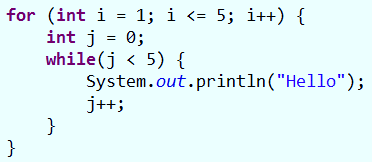 for (int i = 1; i <= 5; i++) {
    int j = 0;
    while(j < 5) {
        System.out.println("Hello");
        j++;
    }
}